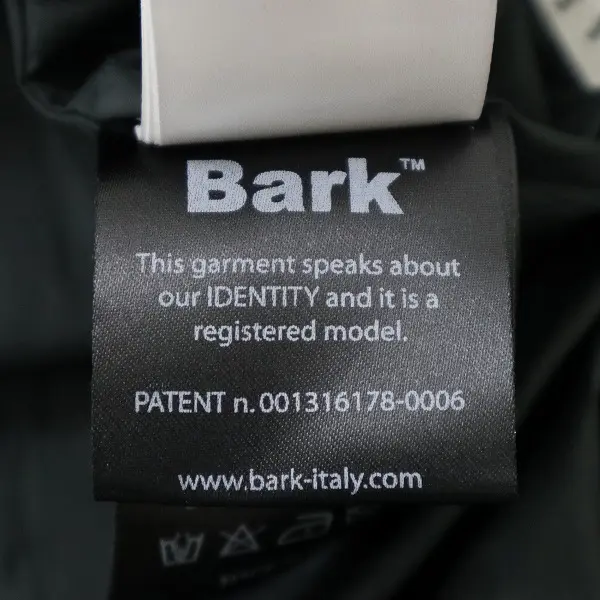 Bark™
This garment speaks about
our IDENTITY and it is a
registered model.
PATENT n. 001316178-0006
www.bark-italy.com